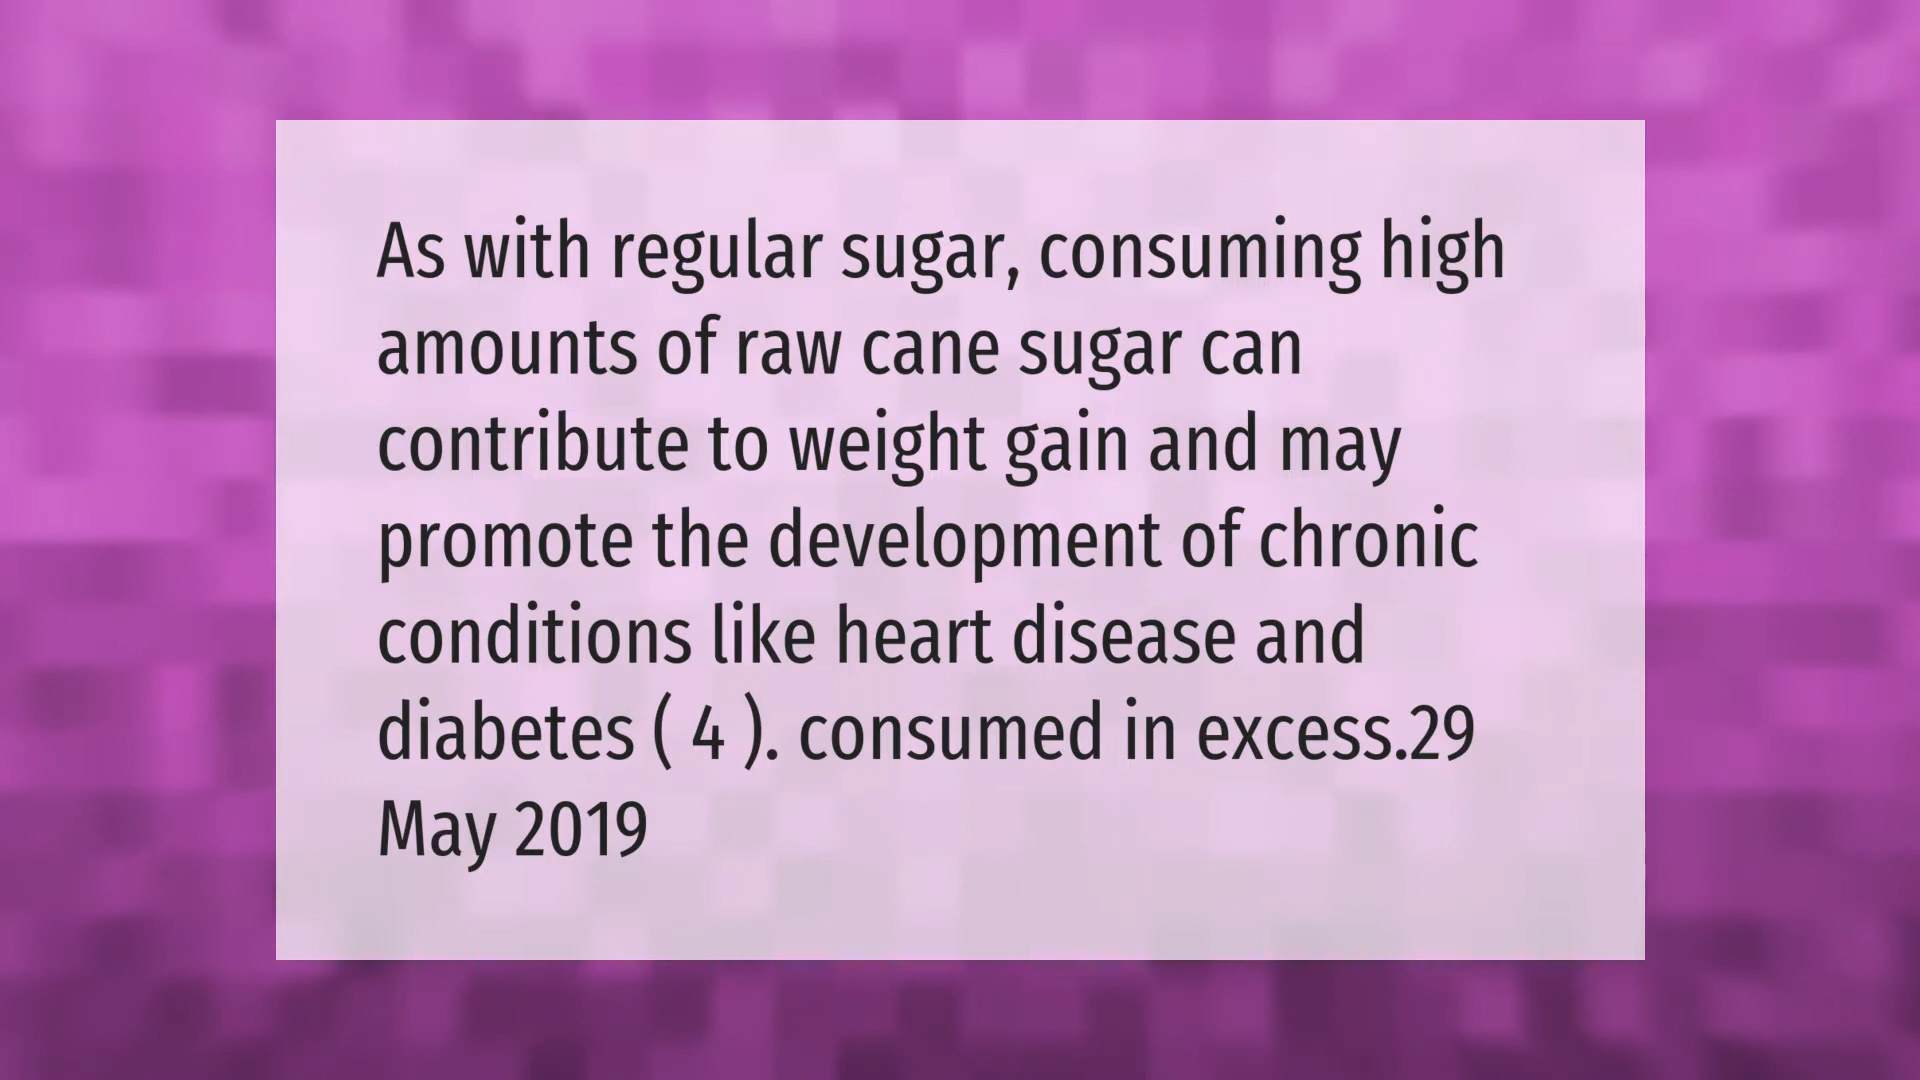 As with regular sugar, consuming high
amounts of raw cane sugar can
contribute to weight gain and may
promote the development of chronic
conditions like heart disease and
diabetes ( 4 ). consumed in excess.29
May 2019